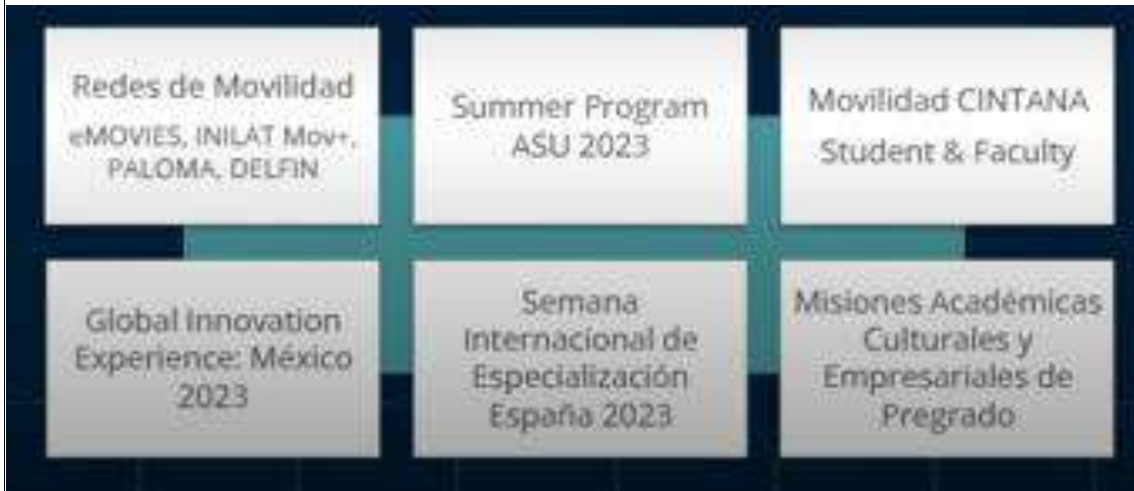 Redes de Movilidad
eMOVIES, INILAT Mov+,
PALOMA, DELFIN
Summer Program
ASU 2023
Movilidad CINTANA
Student & Faculty
Global Innovation
Experience: México
2023
Semana
Internacional de
Especialización
España 2023
Misiones Académicas
Culturales y
Empresariales de
Pregrado